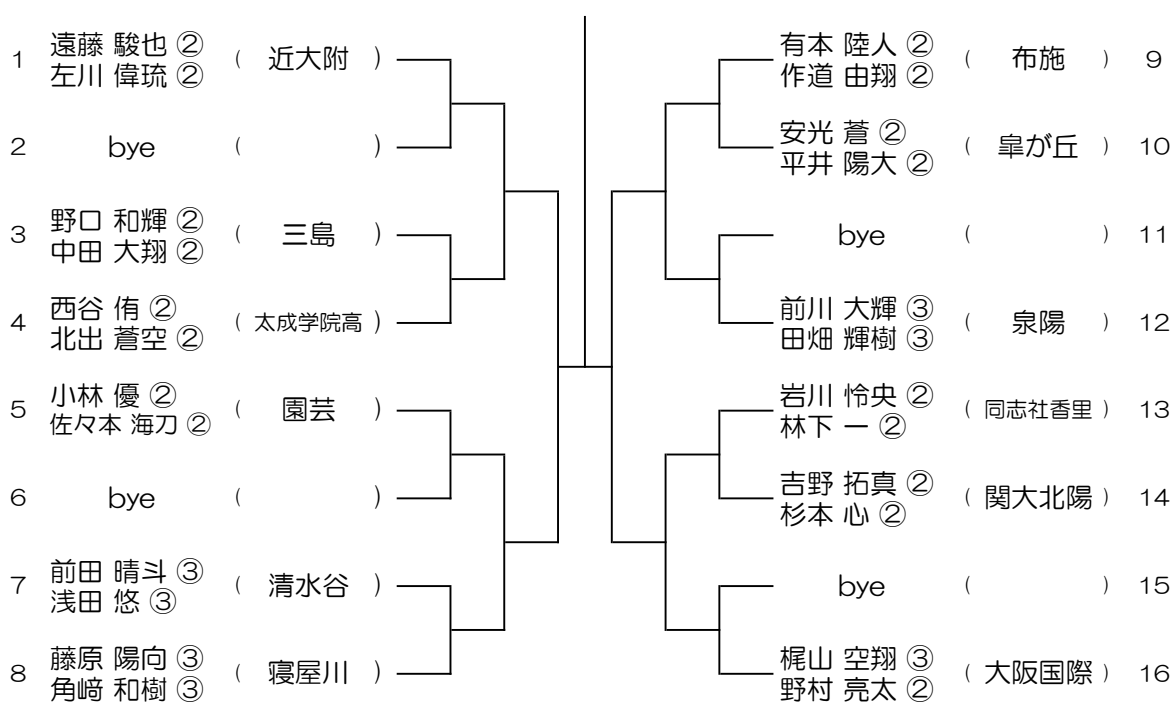 1 遠藤 駿也 ② ( 近大附 )
左川 偉琉 ②
2 bye ( )
3 野口 和輝 ② ( 三島 )
中田 大翔 ②
4 西谷 侑 ② ( 太成学院高 )
北出 蒼空 ②
5 小林 優 ② ( 園芸 )
佐々本 海刀 ②
6 bye ( )
7 前田 晴斗 ③ ( 清水谷 )
浅田 悠 ③
8 藤原 陽向 ③ ( 寝屋川 )
角﨑 和樹 ③
有本 陸人 ② ( 布施 ) 9
作道 由翔 ②
安光 蒼 ② ( 皐が丘 ) 10
平井 陽大 ②
bye ( ) 11
前川 大輝 ③ ( 泉陽 ) 12
田畑 輝樹 ③
岩川 怜央 ② ( 同志社香里 ) 13
林下 一 ②
吉野 拓真 ② ( 関大北陽 ) 14
杉本 心 ②
bye ( ) 15
梶山 空翔 ③ ( 大阪国際 ) 16
野村 亮太 ②